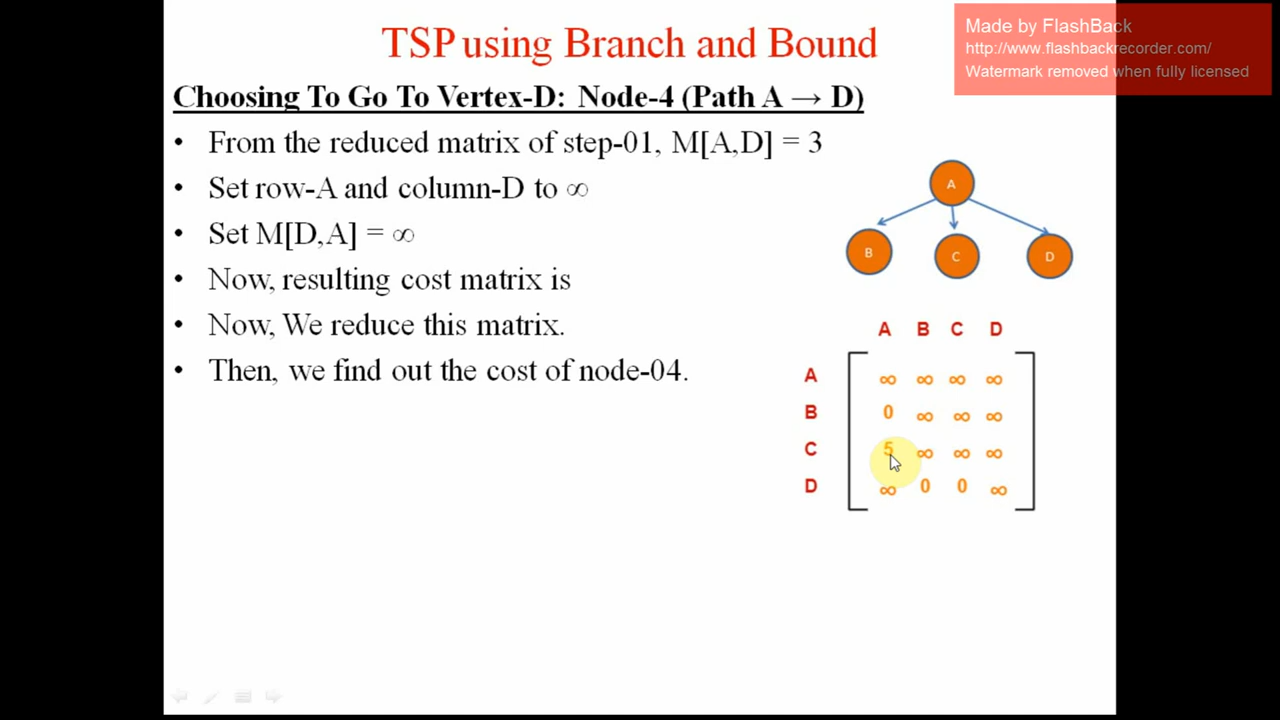 TSP using Branch and Bound
Made by FlashBack
http://www.flashbackrecorder.com/
Watermark removed when fully licensed
Choosing To Go To Vertex-D: Node-4 (Path A → D)
• From the reduced matrix of step-01, M[A,D] = 3
• Set row-A and column-D to ∞
• Set M[D,A] = ∞
• Now, resulting cost matrix is
• Now, We reduce this matrix.
• Then, we find out the cost of node-04.
A
B C D
A B C D
A ∞ ∞ ∞ ∞
B 0 ∞ ∞ ∞
C 5 ∞ ∞ ∞
D ∞ 0 0 ∞